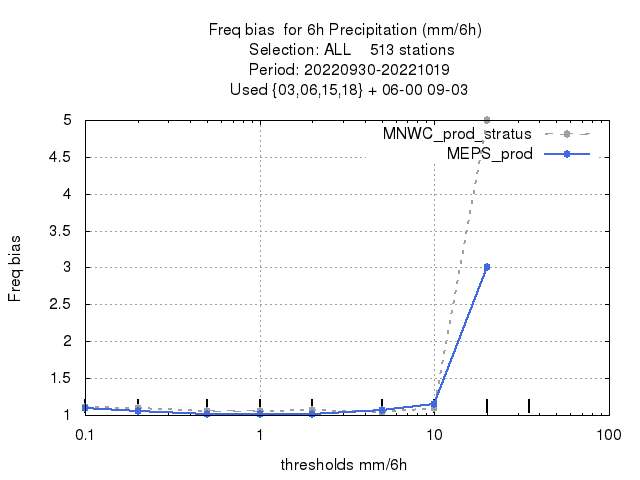 Freq bias  for 6h Precipitation (mm/6h)
Selection: ALL    513 stations
Period: 20220930-20221019
Used {03,06,15,18} + 06-00 09-03
MNWC_prod_stratus
MEPS_prod
5
4.5
4
3.5
3
2.5
2
1.5
1
Freq bias
0.1 1 10 100
thresholds mm/6h